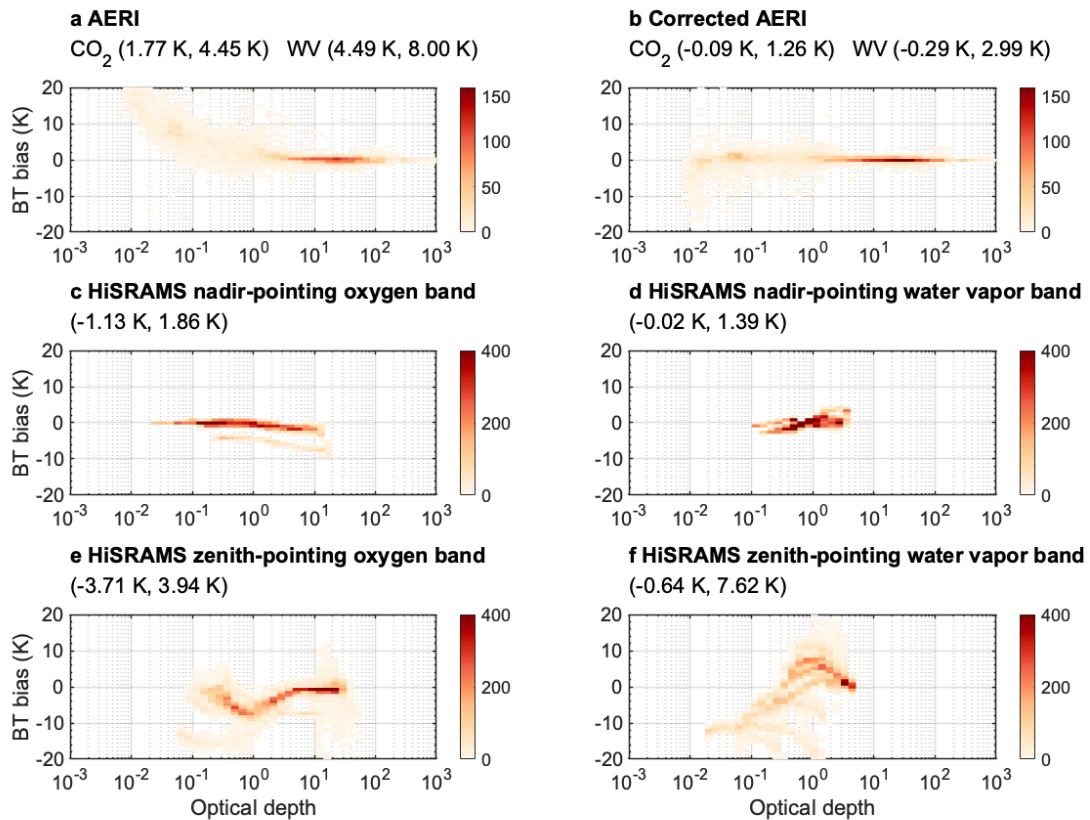 a AERI
CO2 (1.77 K, 4.45 K) WV (4.49 K, 8.00 K)
20
10
0
-10
-20
BT bias (K)
10-3 10-2 10-1 100 101 102 103
150
100
50
0
b Corrected AERI
CO2 (-0.09 K, 1.26 K) WV (-0.29 K, 2.99 K)
20
10
0
-10
-20
10-3 10-2 10-1 100 101 102 103
150
100
50
0
c HiSRAMS nadir-pointing oxygen band
(-1.13 K, 1.86 K)
20
10
0
-10
-20
BT bias (K)
10-3 10-2 10-1 100 101 102 103
400
200
0
d HiSRAMS nadir-pointing water vapor band
(-0.02 K, 1.39 K)
20
10
0
-10
-20
10-3 10-2 10-1 100 101 102 103
400
200
0
e HiSRAMS zenith-pointing oxygen band
(-3.71 K, 3.94 K)
20
10
0
-10
20
BT bias (K)
10-3 10-2 10-1 100 101 102 103
Optical depth
400
200
0
f HiSRAMS zenith-pointing water vapor band
(-0.64 K, 7.62 K)
20
10
0
-10
20
10-3 10-2 10-1 100 101 102 103
Optical depth
400
200
0